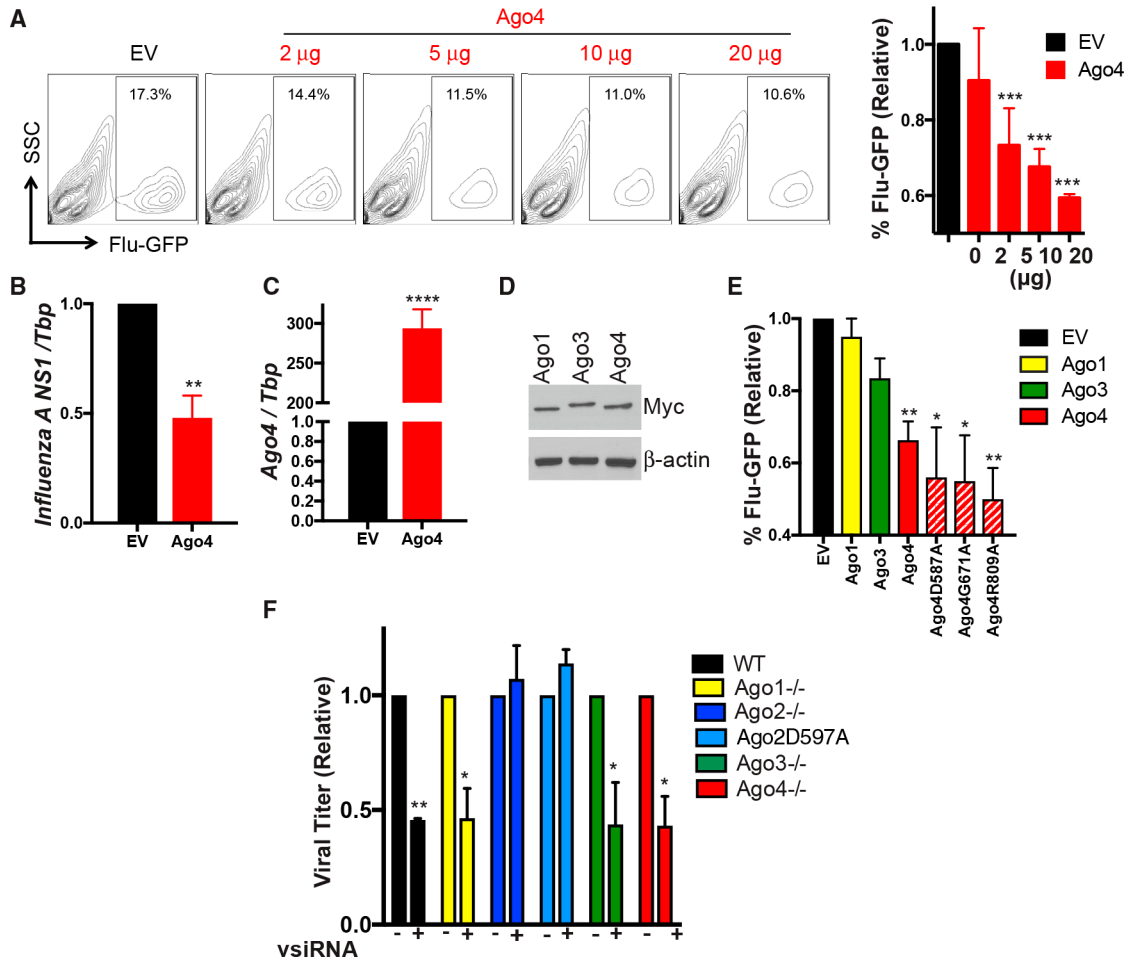 A
Ago4
EV
2 µg
5 µg
10 µg
20 µg
17.3%
14.4%
11.5%
11.0%
10.6%
SSC
Flu-GFP
% Flu-GFP (Relative)
1.0
0.8
0.6
0 2 5 10 20
(µg)
EV
Ago4
***
***
***
B
Influenza A NS1 /Tbp
1.0
0.5
0.0
**
EV Ago4
C
Ago4 / Tbp
300
250
200
1.0
0.8
0.6
0.4
0.2
0.0
****
EV Ago4
D
Ago1 Ago3 Ago4
Myc
β-actin
E
% Flu-GFP (Relative)
1.0
0.8
0.6
0.4
** * * **
EV
Ago1
Ago3
Ago4
Ago4D587A
Ago4G671A
Ago4R809A
EV
Ago1
Ago3
Ago4
F
Viral Titer (Relative)
1.0
0.5
0.0
** * * *
- + - + - + - + - + - +
vsiRNA
WT
Ago1-/-
Ago2-/-
Ago2D597A
Ago3-/-
Ago4-/-